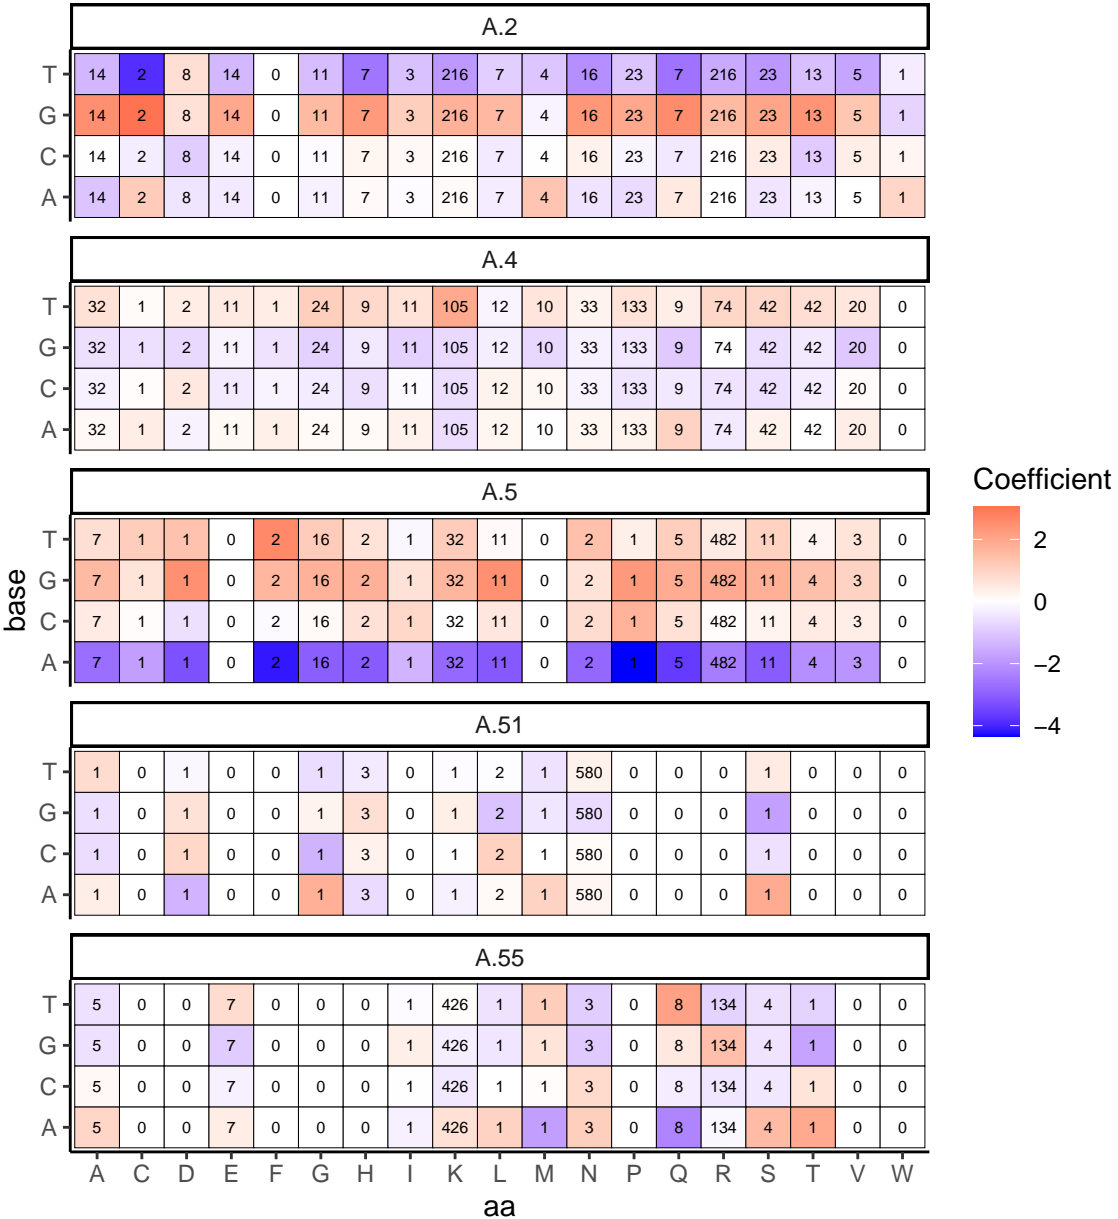 A.2
T 14 2 8 14 0 11 7 3 216 7 4 16 23 7 216 23 13 5 1
G 14 2 8 14 0 11 7 3 216 7 4 16 23 7 216 23 13 5 1
C 14 2 8 14 0 11 7 3 216 7 4 16 23 7 216 23 13 5 1
A 14 2 8 14 0 11 7 3 216 7 4 16 23 7 216 23 13 5 1
A.4
T 32 1 2 11 1 24 9 11 105 12 10 33 133 9 74 42 42 20 0
G 32 1 2 11 1 24 9 11 105 12 10 33 133 9 74 42 42 20 0
C 32 1 2 11 1 24 9 11 105 12 10 33 133 9 74 42 42 20 0
A 32 1 2 11 1 24 9 11 105 12 10 33 133 9 74 42 42 20 0
A.5
T 7 1 1 0 2 16 2 1 32 11 0 2 1 5 482 11 4 3 0
G 7 1 1 0 2 16 2 1 32 11 0 2 1 5 482 11 4 3 0
C 7 1 1 0 2 16 2 1 32 11 0 2 1 5 482 11 4 3 0
A 7 1 1 0 2 16 2 1 32 11 0 2 1 5 482 11 4 3 0
A.51
T 1 0 1 0 0 1 3 0 1 2 1 580 0 0 0 1 0 0 0
G 1 0 1 0 0 1 3 0 1 2 1 580 0 0 0 1 0 0 0
C 1 0 1 0 0 1 3 0 1 2 1 580 0 0 0 1 0 0 0
A 1 0 1 0 0 1 3 0 1 2 1 580 0 0 0 1 0 0 0
A.55
T 5 0 0 7 0 0 0 1 426 1 1 3 0 8 134 4 1 0 0
G 5 0 0 7 0 0 0 1 426 1 1 3 0 8 134 4 1 0 0
C 5 0 0 7 0 0 0 1 426 1 1 3 0 8 134 4 1 0 0
A 5 0 0 7 0 0 0 1 426 1 1 3 0 8 134 4 1 0 0
A C D E F G H I K L M N P Q R S T V W
aa
base
Coefficient
2
0
−2
−4